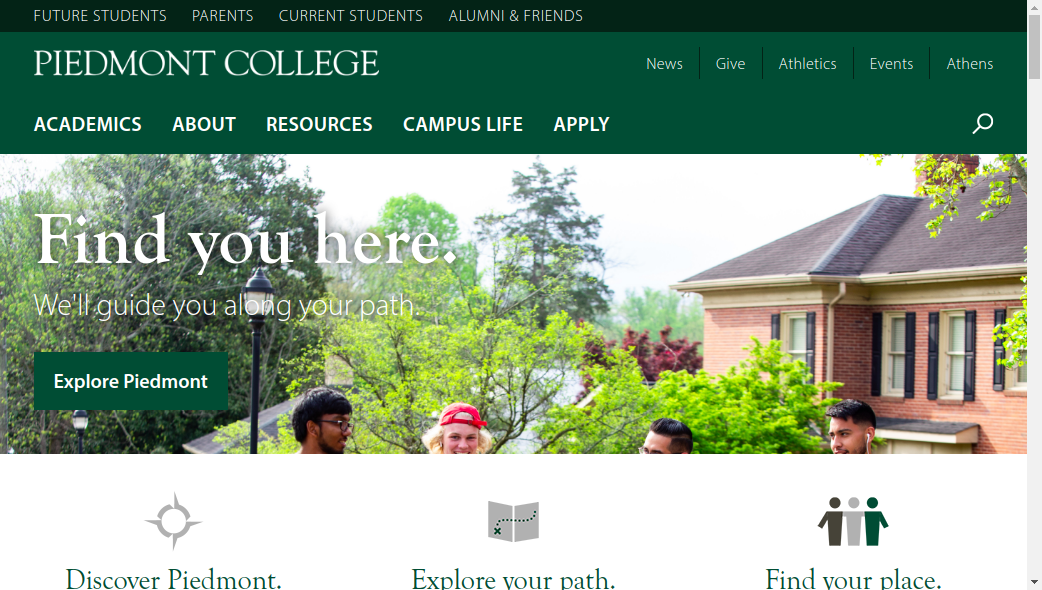 FUTURE STUDENTS PARENTS CURRENT STUDENTS ALUMNI & FRIENDS
PIEDMONT COLLEGE
News Give Athletics Events Athens
ACADEMICS ABOUT RESOURCES CAMPUS LIFE APPLY
Find you here.
We'll guide you along your path.
Explore Piedmont
Discover Piedmont. Explore your path. Find your place.